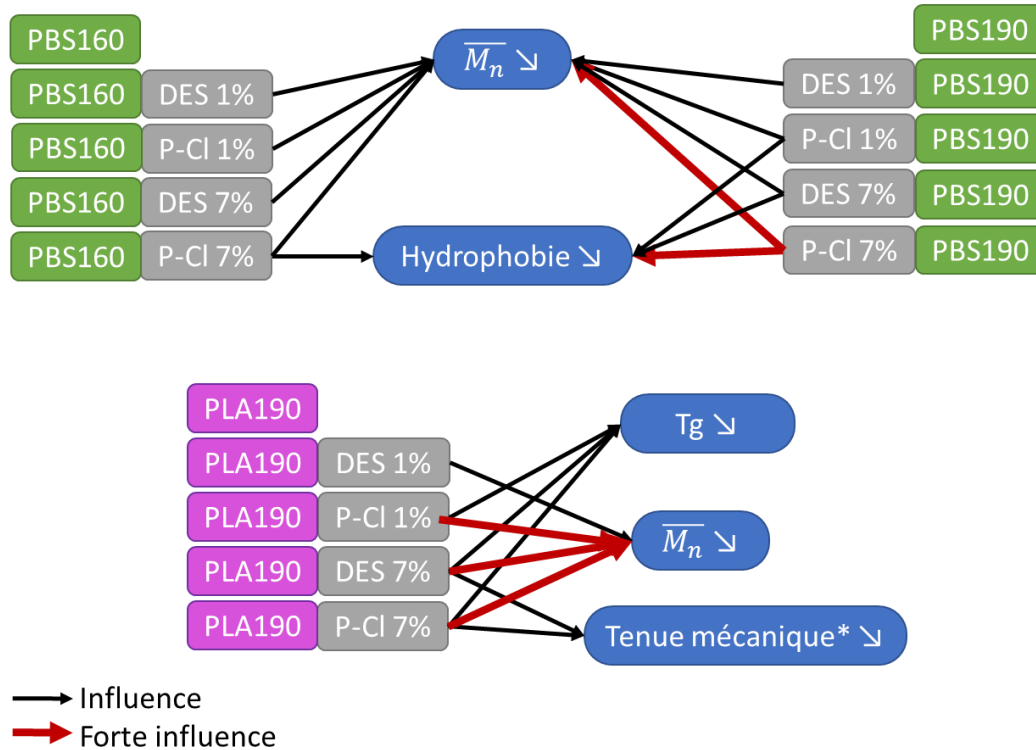 PBS160
PBS160 DES 1%
PBS160 P-Cl 1%
PBS160 DES 7%
PBS160 P-Cl 7%
M̅n̅ ↘
Hydrophobie ↘
PBS190
DES 1% PBS190
P-Cl 1% PBS190
DES 7% PBS190
P-Cl 7% PBS190
PLA190
PLA190 DES 1%
PLA190 P-Cl 1%
PLA190 DES 7%
PLA190 P-Cl 7%
Tg ↘
M̅n̅ ↘
Tenue mécanique* ↘
Influence
Forte influence